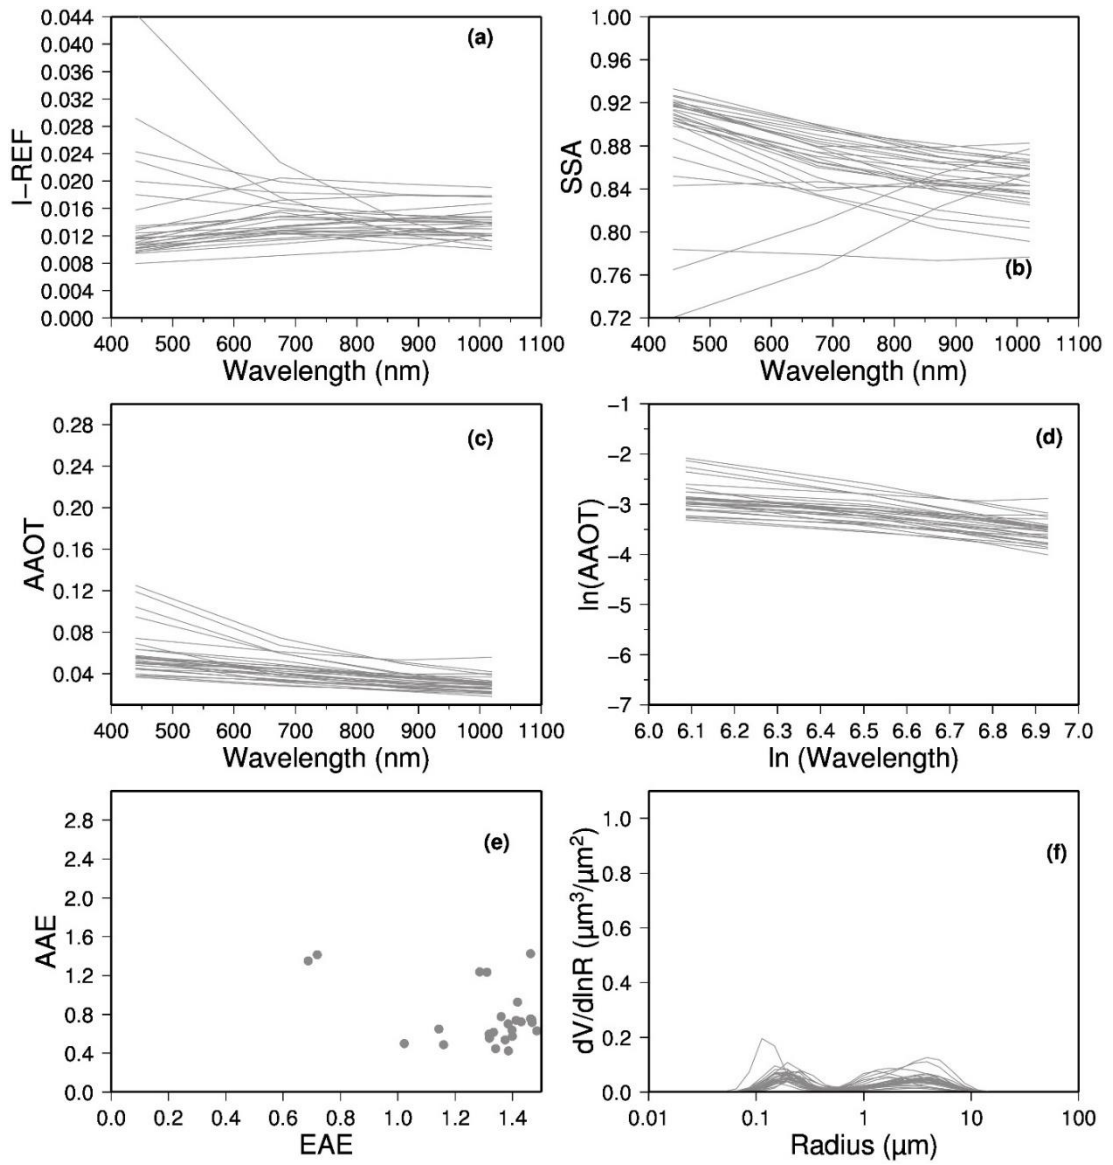 0.044
0.040
0.036
0.032
0.028
0.024
0.020
0.016
0.012
0.008
0.004
0.000
I–REF
(a)
400 500 600 700 800 900 1000 1100
Wavelength (nm)
1.00
0.96
0.92
0.88
0.84
0.80
0.76
0.72
SSA
(b)
400 500 600 700 800 900 1000 1100
Wavelength (nm)
0.28
0.24
0.20
0.16
0.12
0.08
0.04
AAOT
(c)
400 500 600 700 800 900 1000 1100
Wavelength (nm)
−1
−2
−3
−4
−5
−6
−7
ln(AAOT)
(d)
6.0 6.1 6.2 6.3 6.4 6.5 6.6 6.7 6.8 6.9 7.0
ln (Wavelength)
2.8
2.4
2.0
1.6
1.2
0.8
0.4
0.0
AAE
(e)
0.0 0.2 0.4 0.6 0.8 1.0 1.2 1.4
EAE
1.0
0.8
0.6
0.4
0.2
0.0
dV/dlnR (µm³/µm²)
(f)
0.01 0.1 1 10 100
Radius (µm)